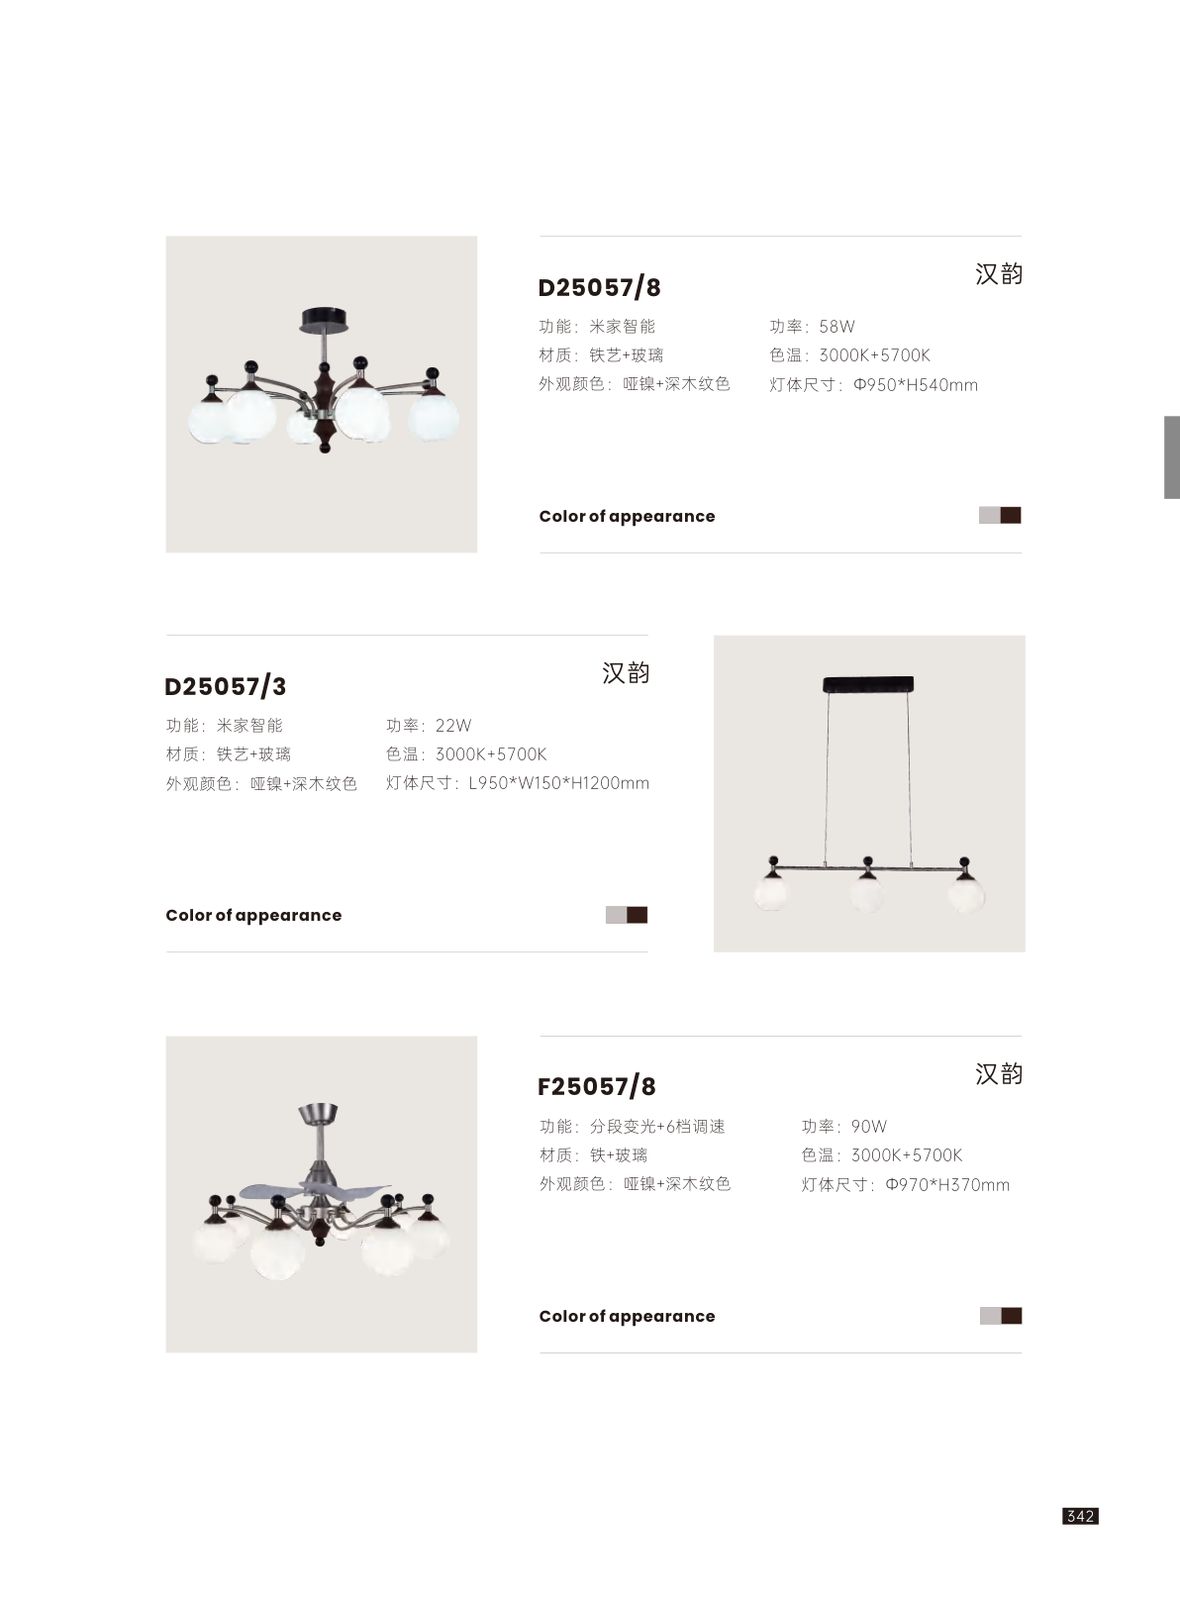 汉韵
D25057/8
功能：米家智能 功率：58W
材质：铁艺+玻璃 色温：3000K+5700K
外观颜色：哑镍+深木纹色 灯体尺寸：Φ950*H540mm
Color of appearance
汉韵
D25057/3
功能：米家智能 功率：22W
材质：铁艺+玻璃 色温：3000K+5700K
外观颜色：哑镍+深木纹色 灯体尺寸：L950*W150*H1200mm
Color of appearance
汉韵
F25057/8
功能：分段变光+6档调速 功率：90W
材质：铁+玻璃 色温：3000K+5700K
外观颜色：哑镍+深木纹色 灯体尺寸：Φ970*H370mm
Color of appearance
342